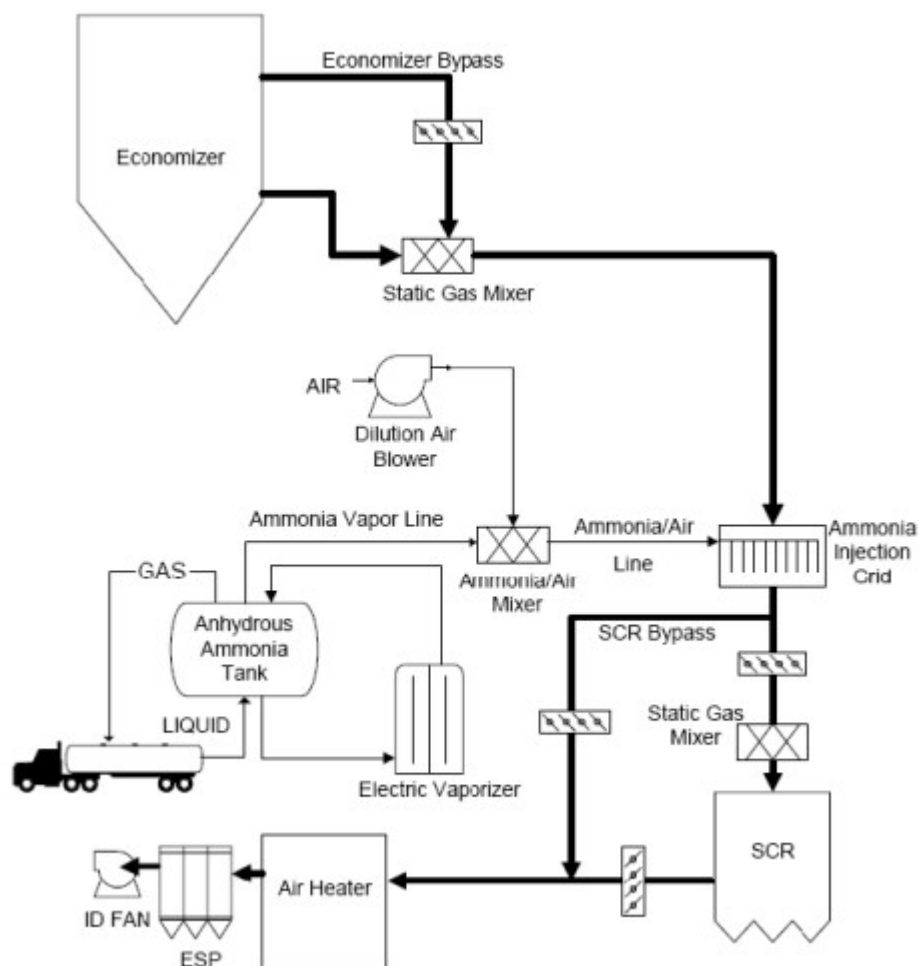 Economizer Bypass
Economizer
Static Gas Mixer
AIR
Dilution Air
Blower
Ammonia Vapor Line
Ammonia/Air
Line
Ammonia
Injection
Grid
GAS
Ammonia/Air
Mixer
Anhydrous
Ammonia
Tank
SCR Bypass
LIQUID
Static Gas
Mixer
Electric Vaporizer
SCR
Air Heater
ID FAN
ESP